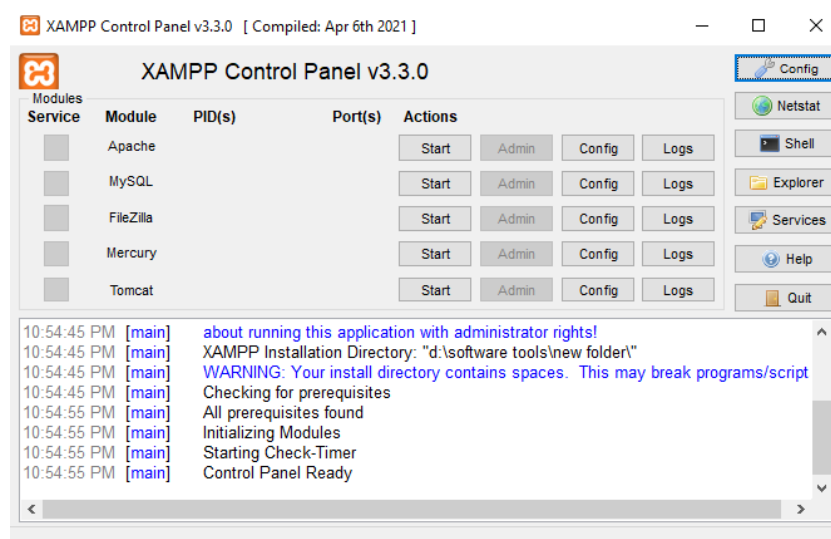 XAMPP Control Panel v3.3.0 [ Compiled: Apr 6th 2021 ]
XAMPP Control Panel v3.3.0
Config
Modules
Netstat
Service Module PID(s) Port(s) Actions
Apache Start Admin Config Logs
Shell
MySQL Start Admin Config Logs
Explorer
FileZilla Start Admin Config Logs
Services
Mercury Start Admin Config Logs
Help
Tomcat Start Admin Config Logs
Quit
10:54:45 PM [main] about running this application with administrator rights!
10:54:45 PM [main] XAMPP Installation Directory: "d:\software tools\new folder\"
10:54:45 PM [main] WARNING: Your install directory contains spaces. This may break programs/script
10:54:45 PM [main] Checking for prerequisites
10:54:55 PM [main] All prerequisites found
10:54:55 PM [main] Initializing Modules
10:54:55 PM [main] Starting Check-Timer
10:54:55 PM [main] Control Panel Ready